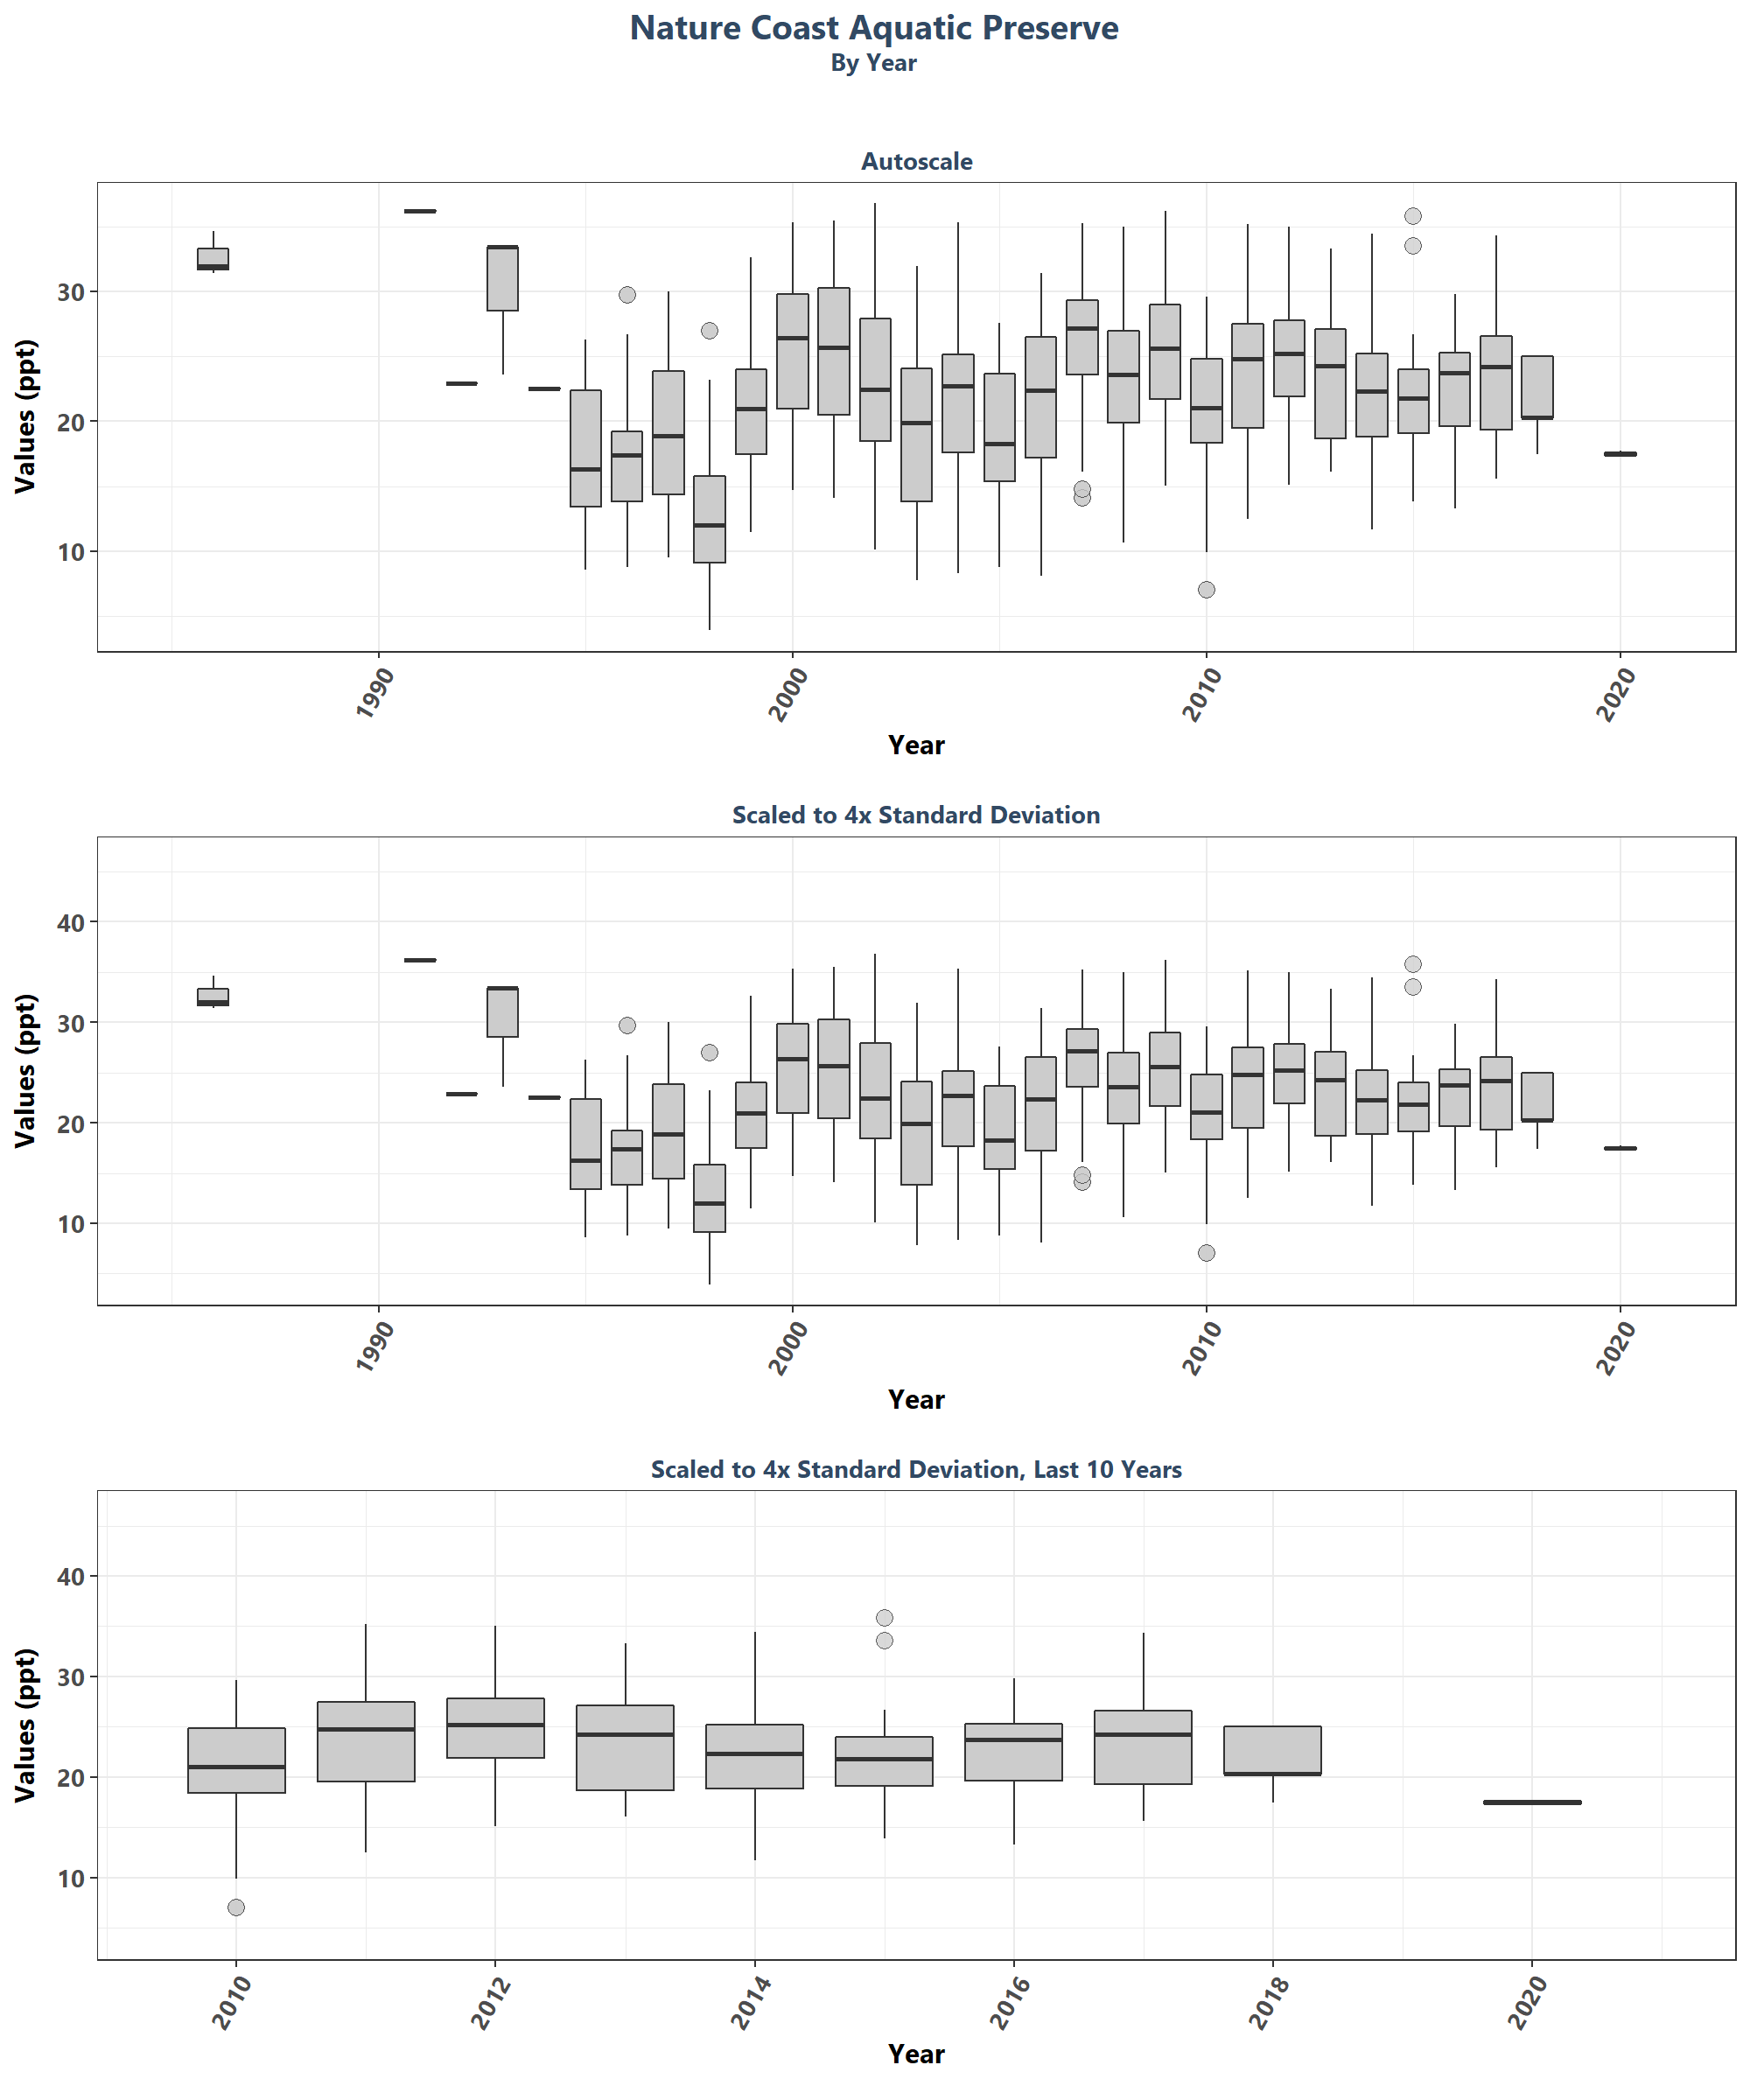 Nature Coast Aquatic Preserve
By Year
Autoscale
Values (ppt)
30
20
10
1990
2000
2010
2020
Year
Scaled to 4x Standard Deviation
Values (ppt)
40
30
20
10
1990
2000
2010
2020
Year
Scaled to 4x Standard Deviation, Last 10 Years
Values (ppt)
40
30
20
10
2010
2012
2014
2016
2018
2020
Year